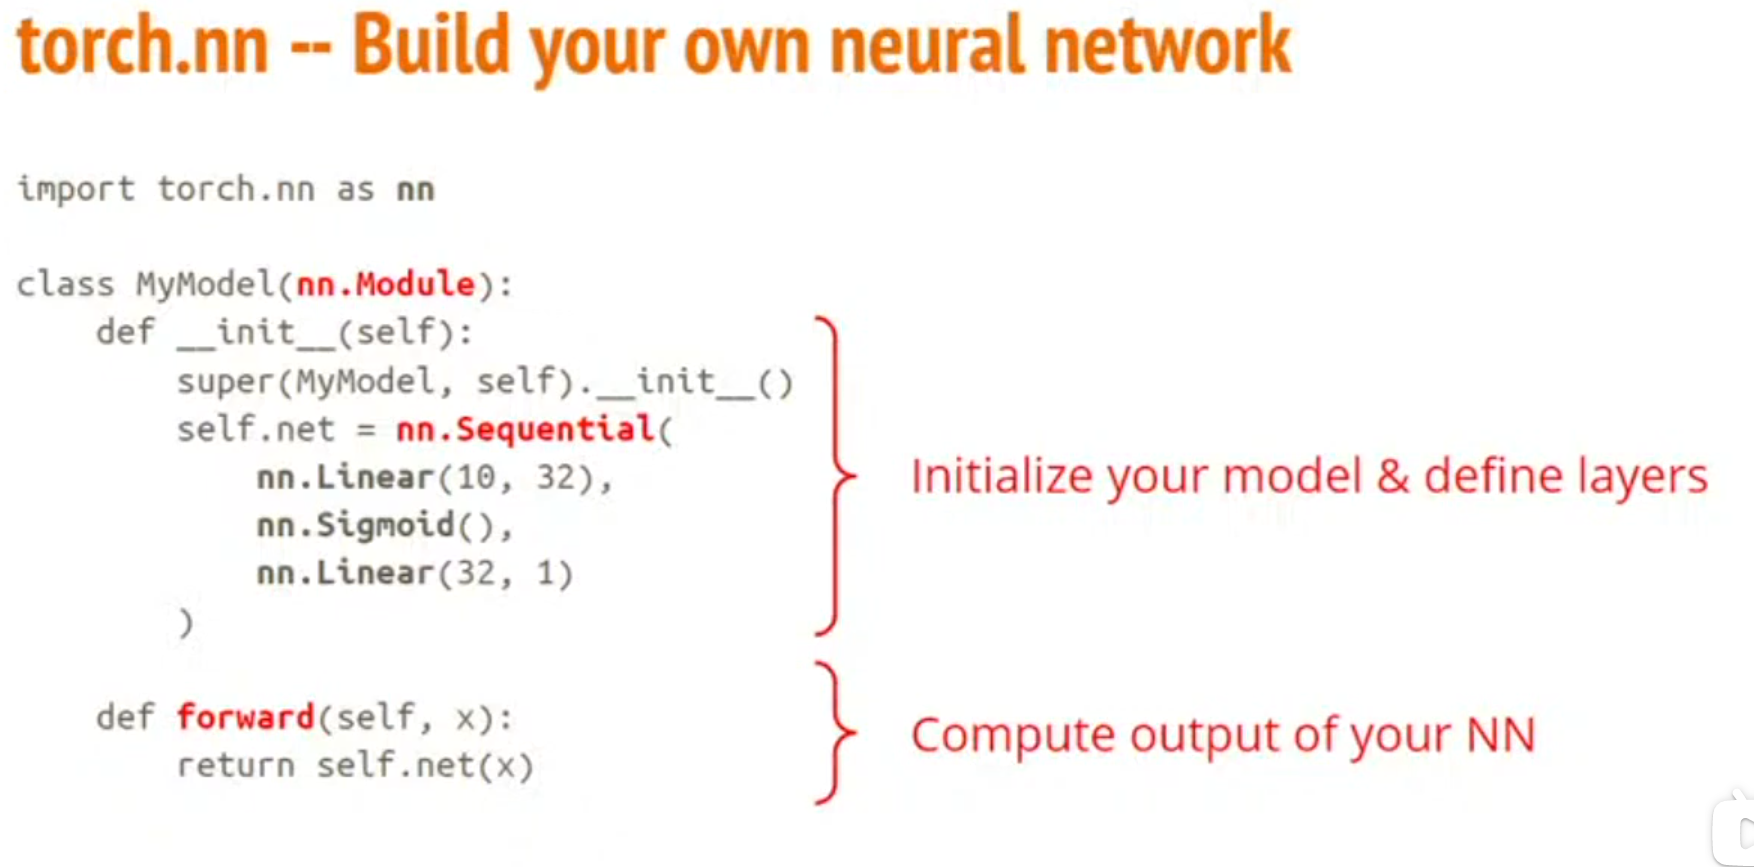 torch.nn -- Build your own neural network
import torch.nn as nn
class MyModel(nn.Module):
    def __init__(self):
        super(MyModel, self).__init__()
        self.net = nn.Sequential(
            nn.Linear(10, 32),
            nn.Sigmoid(),
            nn.Linear(32, 1)
        )
Initialize your model & define layers
    def forward(self, x):
        return self.net(x)
Compute output of your NN